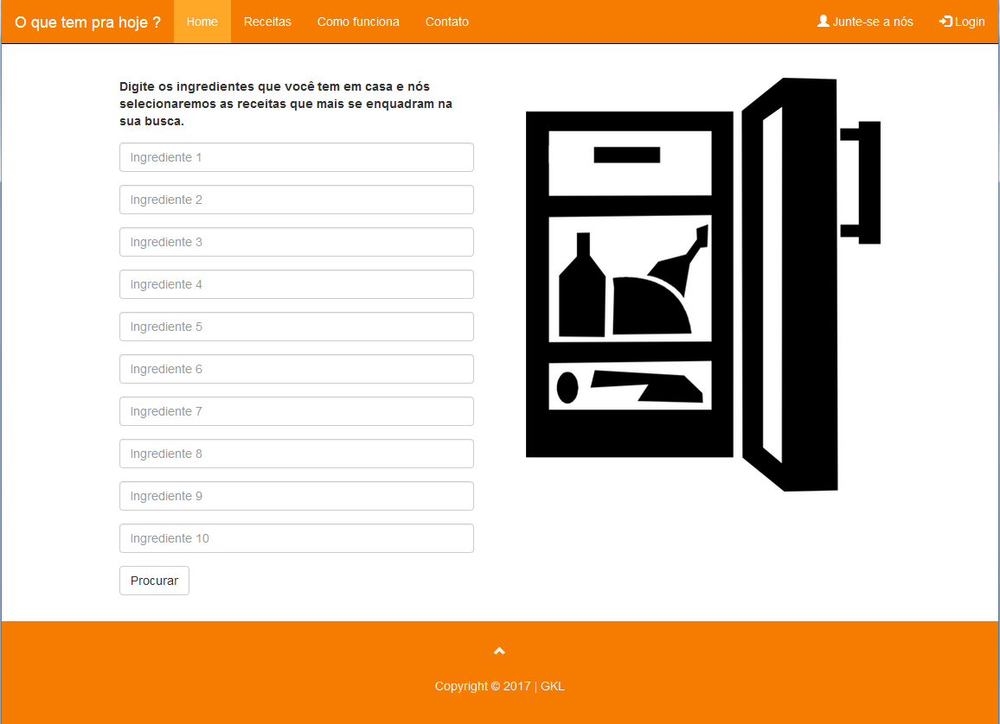 O que tem pra hoje ? Home Receitas Como funciona Contato Junte-se a nós Login
Digite os ingredientes que você tem em casa e nós
selecionaremos as receitas que mais se enquadram na
sua busca.
Ingrediente 1
Ingrediente 2
Ingrediente 3
Ingrediente 4
Ingrediente 5
Ingrediente 6
Ingrediente 7
Ingrediente 8
Ingrediente 9
Ingrediente 10
Procurar
Copyright © 2017 | GKL